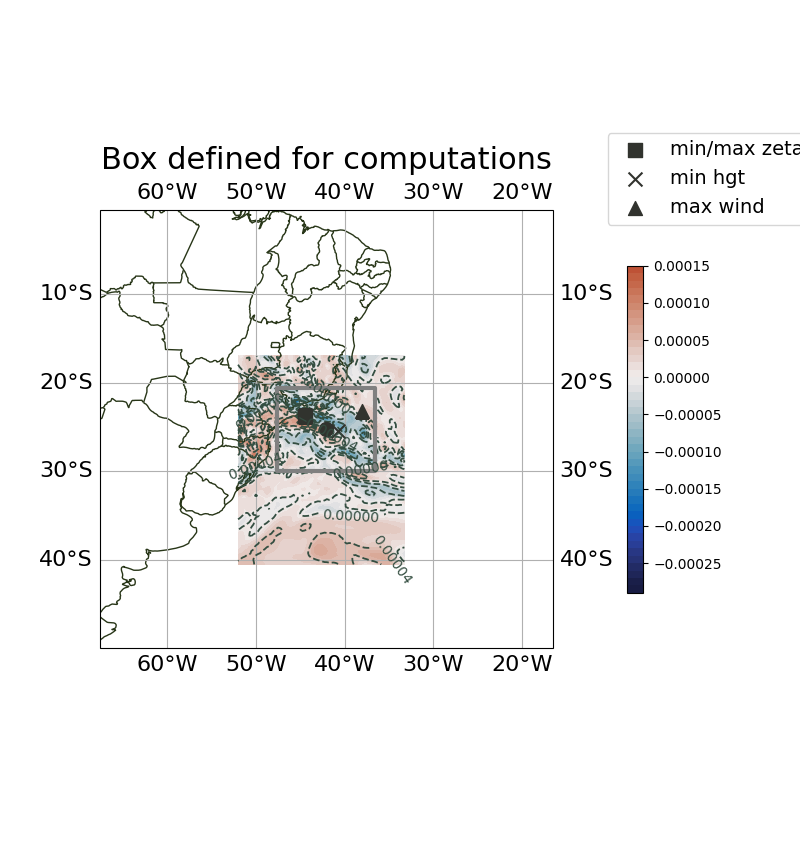 Box defined for computations
60°W 50°W 40°W 30°W 20°W
min/max zeta
min hgt
max wind
10°S 10°S
20°S 20°S
30°S 30°S
40°S 40°S
0.00000
0.00004
60°W 50°W 40°W 30°W 20°W
0.00015
0.00010
0.00005
0.00000
−0.00005
−0.00010
−0.00015
−0.00020
−0.00025